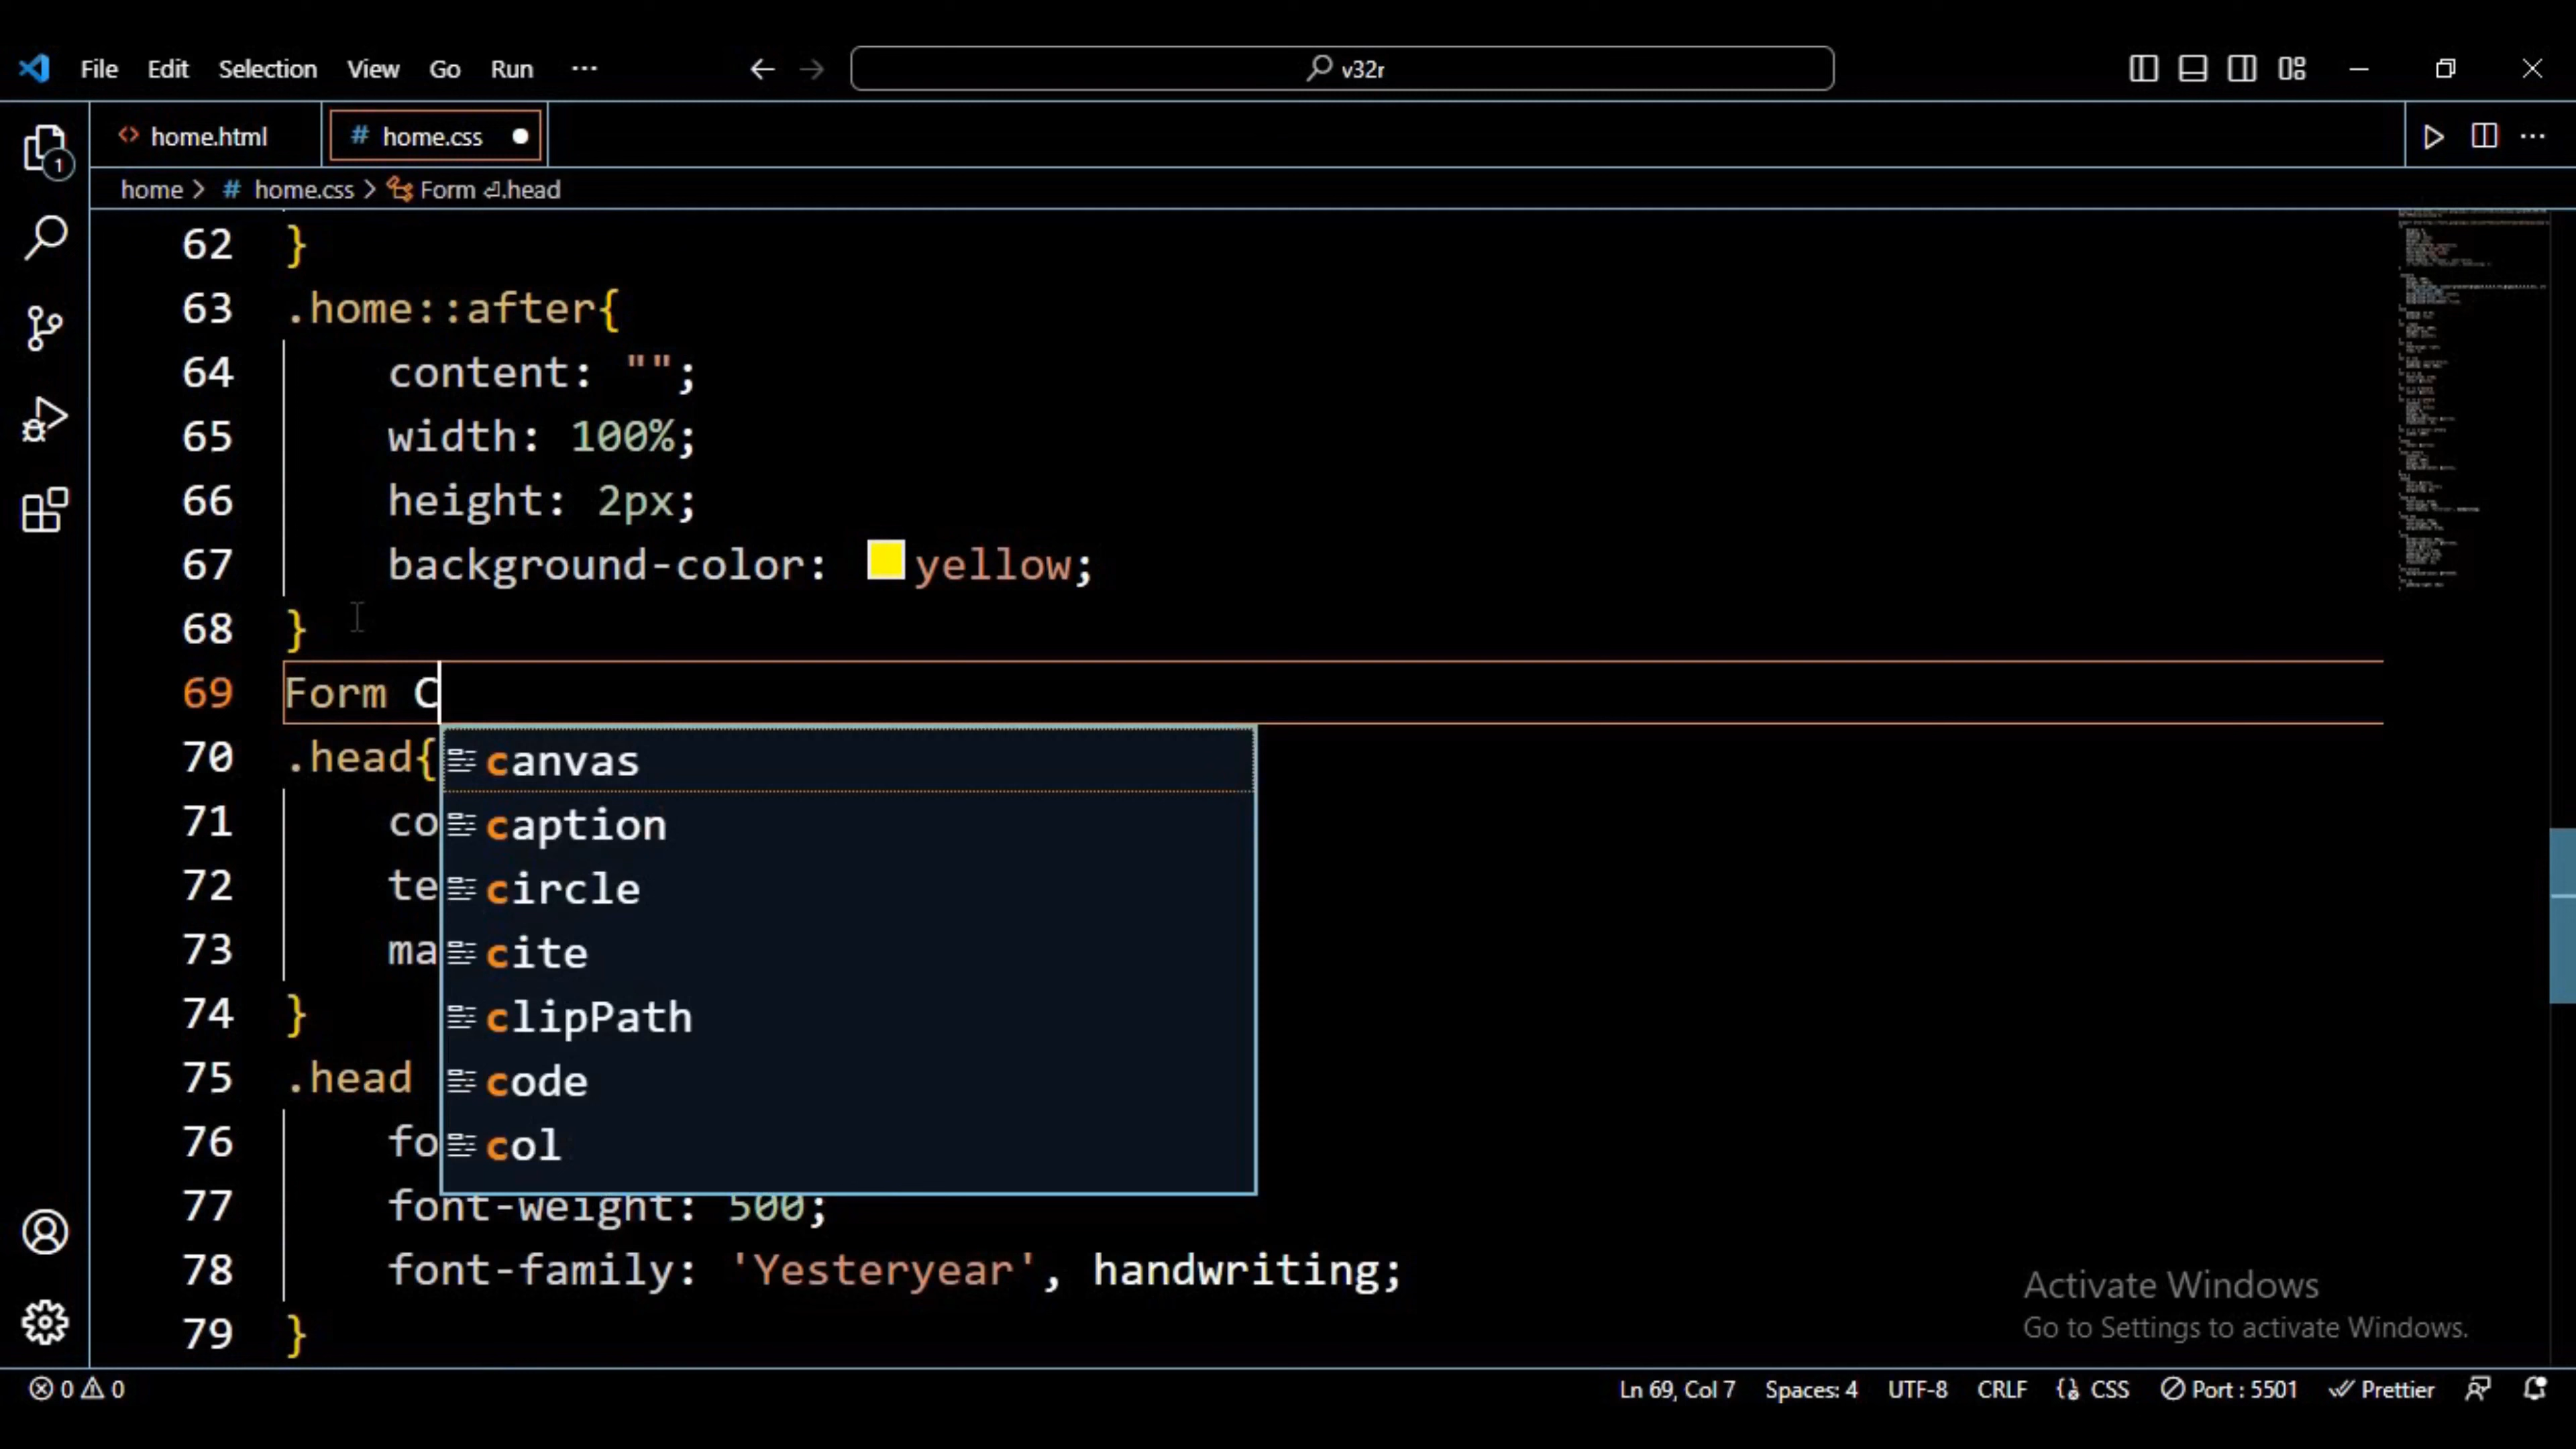 File Edit Selection View Go Run ··· v32r
home.html home.css
home > # home.css > Form ⏎.head
62 }
63 .home::after{
64 content: "";
65 width: 100%;
66 height: 2px;
67 background-color: yellow;
68 }
69 Form C
70 .head{
canvas
71 co
caption
72 te
circle
73 ma
cite
74 }
clipPath
75 .head
code
76 fo
col
77 font-weight: 500;
78 font-family: 'Yesteryear', handwriting;
79 }
1
Activate Windows
Go to Settings to activate Windows.
0 0 Ln 69, Col 7 Spaces: 4 UTF-8 CRLF CSS Port : 5501 Prettier